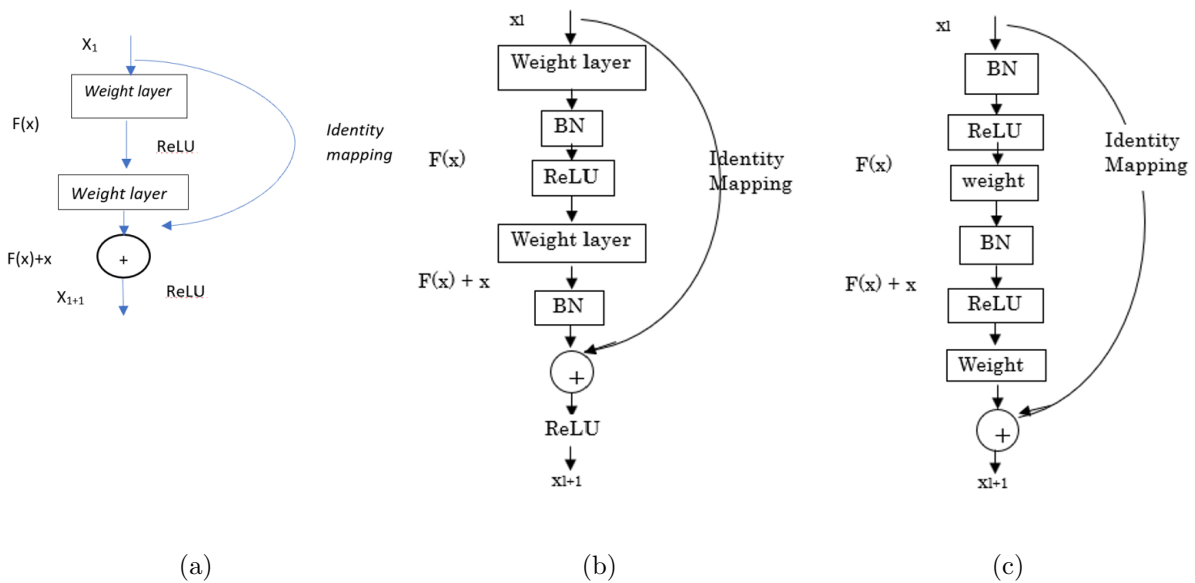 X1
Weight layer
F(x)
ReLU
Identity
mapping
Weight layer
F(x)+x
+
X1+1
ReLU
(a)
xl
Weight layer
BN
F(x)
ReLU
Identity
Mapping
Weight layer
F(x) + x
BN
+
ReLU
xl+1
(b)
xl
BN
ReLU
Identity
Mapping
F(x)
weight
BN
F(x) + x
ReLU
Weight
+
xl+1
(c)